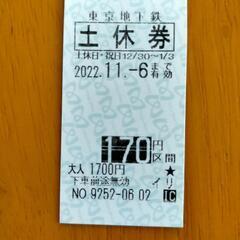 東京地下鉄
土休券
土休日・祝日12/30〜1/3
2022.11.-6まで有効
170円区間
大人 1700円 ★
下車前途無効 イリ
NO 9252-06 02 IC